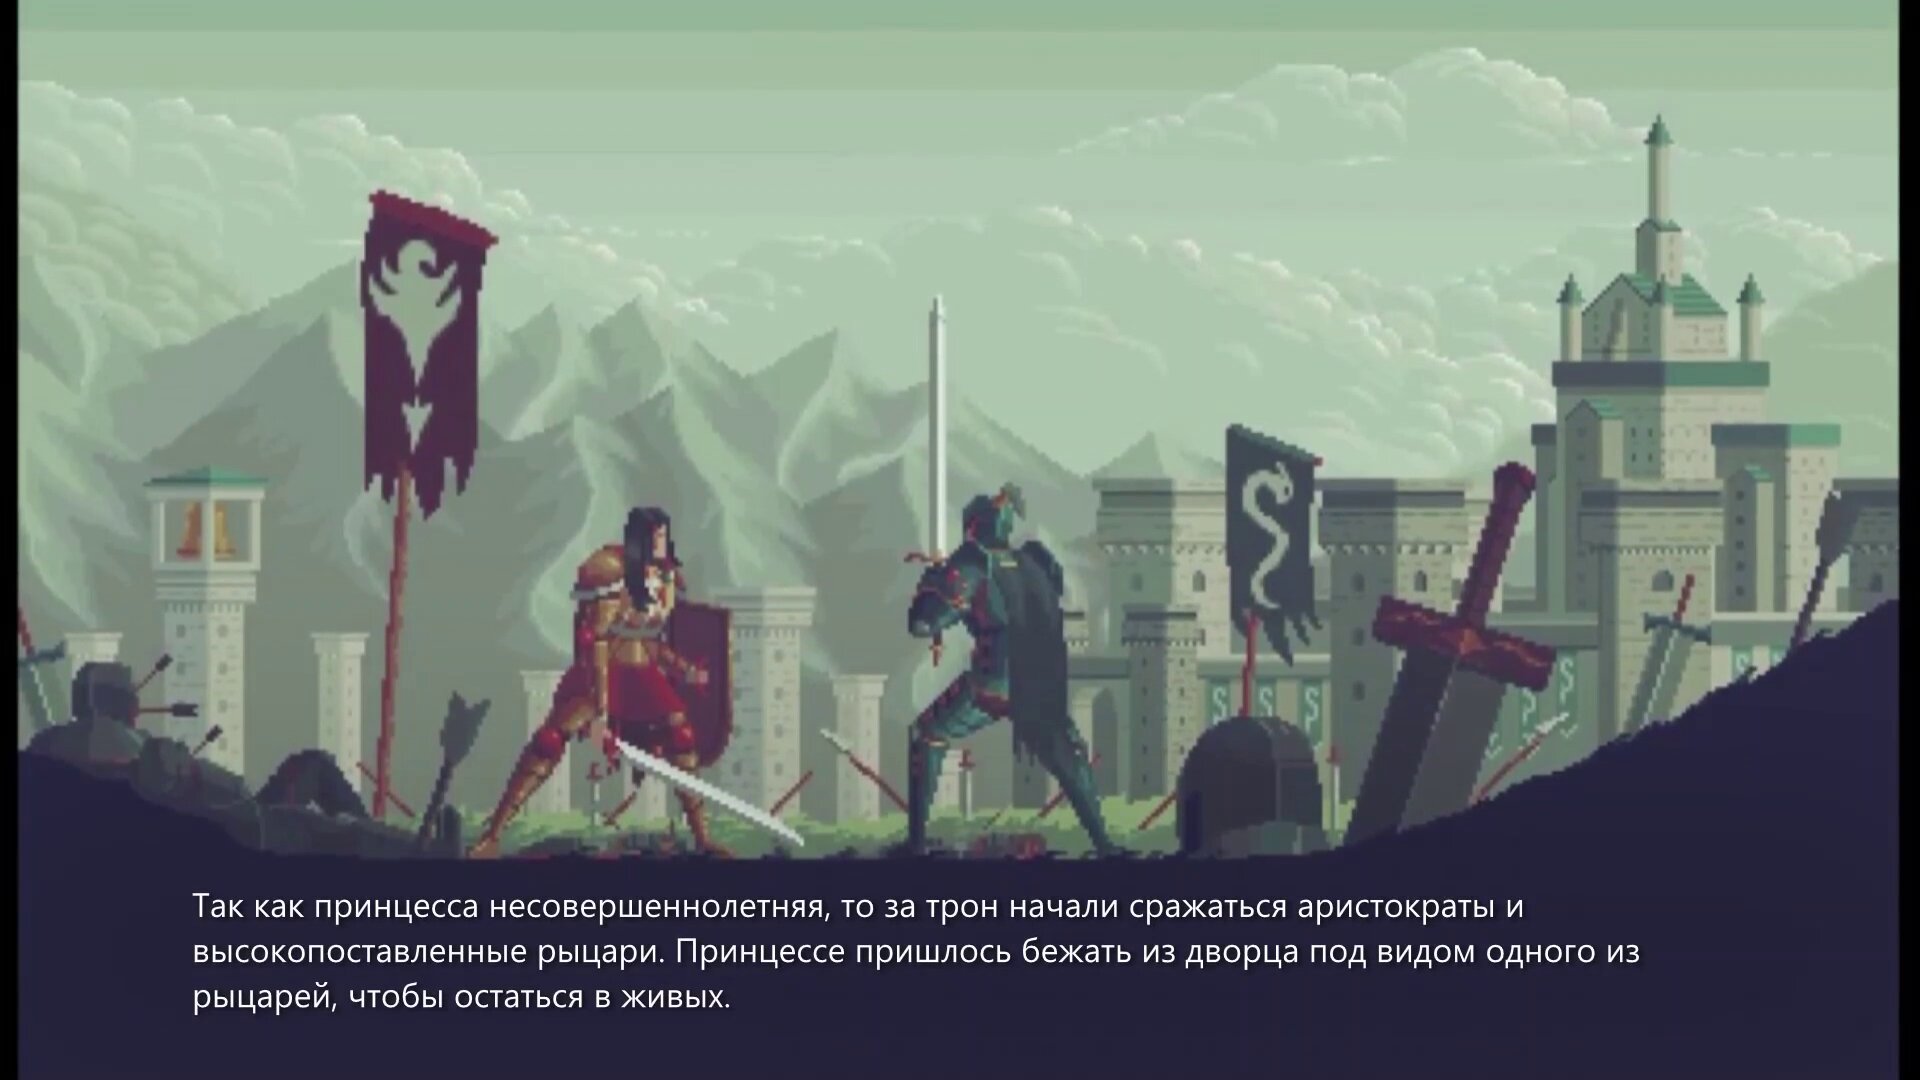 Так как принцесса несовершеннолетняя, то за трон начали сражаться аристократы и
высокопоставленные рыцари. Принцессе пришлось бежать из дворца под видом одного из
рыцарей, чтобы остаться в живых.